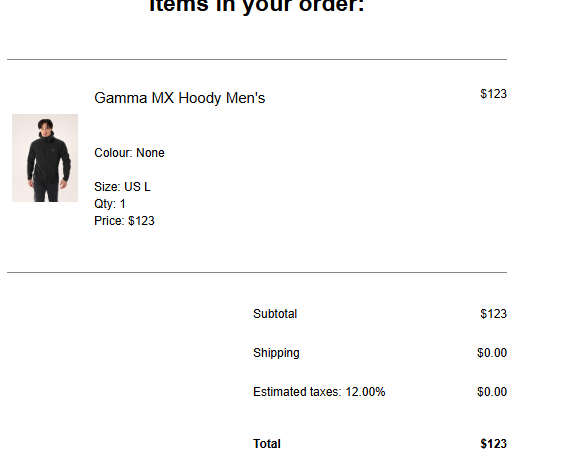 Items in your order:
Gamma MX Hoody Men's
$123
Colour: None
Size: US L
Qty: 1
Price: $123
Subtotal
$123
Shipping
$0.00
Estimated taxes: 12.00%
$0.00
Total
$123